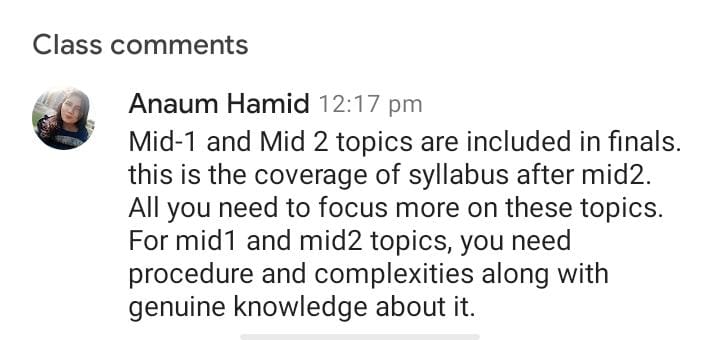 Class comments
Anaum Hamid 12:17 pm
Mid-1 and Mid 2 topics are included in finals.
this is the coverage of syllabus after mid2.
All you need to focus more on these topics.
For mid1 and mid2 topics, you need
procedure and complexities along with
genuine knowledge about it.